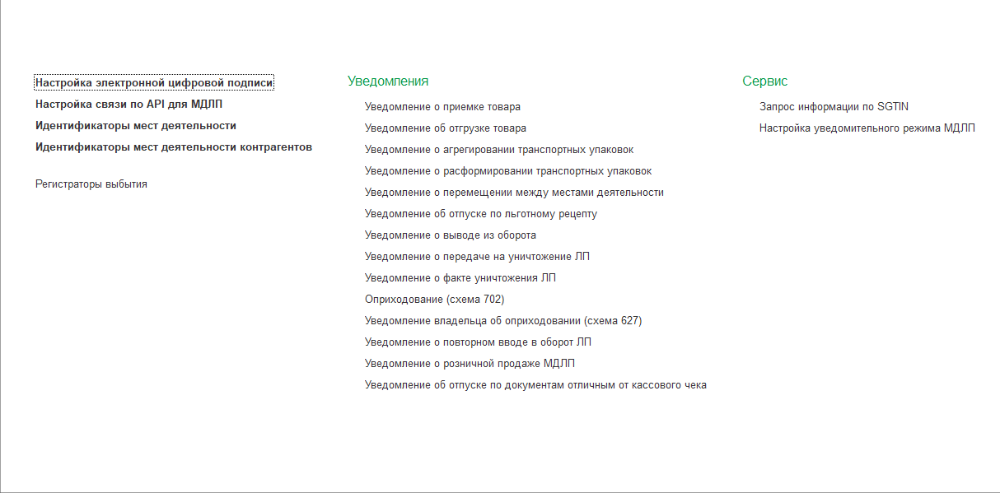 Настройка электронной цифровой подписи
Настройка связи по API для МДЛП
Идентификаторы мест деятельности
Идентификаторы мест деятельности контрагентов
Регистраторы выбытия
Уведомления
Уведомление о приемке товара
Уведомление об отгрузке товара
Уведомление о агрегировании транспортных упаковок
Уведомление о расформировании транспортных упаковок
Уведомление о перемещении между местами деятельности
Уведомление об отпуске по льготному рецепту
Уведомление о выводе из оборота
Уведомление о передаче на уничтожение ЛП
Уведомление о факте уничтожения ЛП
Оприходование (схема 702)
Уведомление владельца об оприходовании (схема 627)
Уведомление о повторном вводе в оборот ЛП
Уведомление о розничной продаже МДЛП
Уведомление об отпуске по документам отличным от кассового чека
Сервис
Запрос информации по SGTIN
Настройка уведомительного режима МДЛП